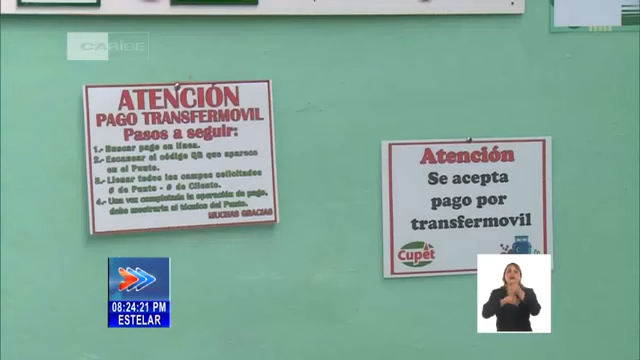 CARIBE
ATENCIÓN
PAGO TRANSFERMOVIL
Pasos a seguir:
1.- Buscar pago en línea.
2.- Escanear el código QR que aparece
en el Punto.
3.- Llenar todos los campos solicitados
# de Punto - # de Cliente.
4.- Una vez completada la operación de pago,
debe mostrarla al técnico del Punto.
MUCHAS GRACIAS
Atención
Se acepta
pago por
transfermovil
Cupet
08:24:21 PM
ESTELAR